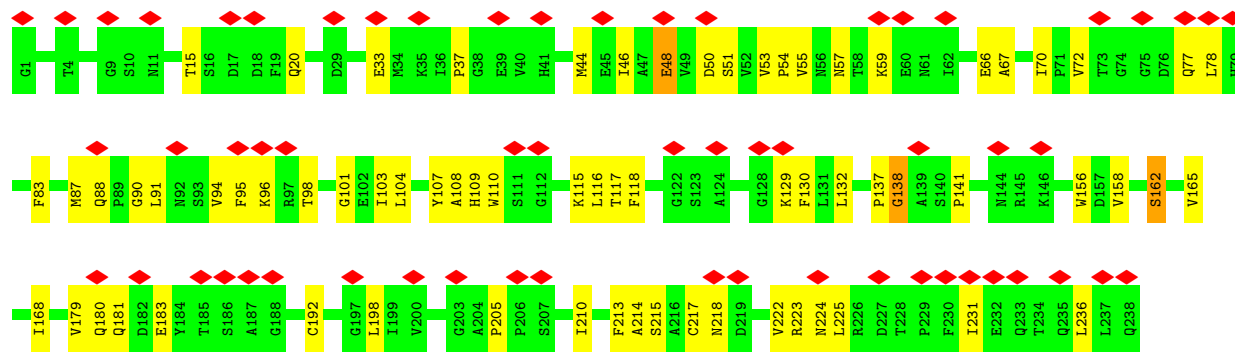 G1 T4 G9 S10 N11 T15 S16 D17 D18 F19 Q20 D29 E33 M34 K35 I36 P37 G38 E39 V40 H41 M44 E45 I46 A47 E48 V49 D50 S51 V52 V53 P54 V55 N56 N57 T58 K59 E60 N61 I62 E66 A67 I70 P71 V72 T73 G74 G75 D76 Q77 L78
F83 M87 Q88 P89 G90 L91 N92 S93 V94 F95 K96 R97 T98 G101 E102 I103 L104 Y107 A108 H109 W110 S111 G112 K115 L116 T117 F118 G122 S123 A124 G128 K129 F130 L131 L132 P137 G138 A139 S140 P141 N144 R145 K146 W156 D157 V158 S162 V165
I168 V179 Q180 Q181 D182 E183 Y184 T185 S186 A187 G188 C192 G197 L198 I199 V200 G203 A204 P205 P206 S207 I210 F213 A214 S215 A216 C217 N218 D219 V222 R223 N224 L225 R226 D227 T228 P229 F230 I231 E232 Q233 T234 Q235 L236 L237 Q238